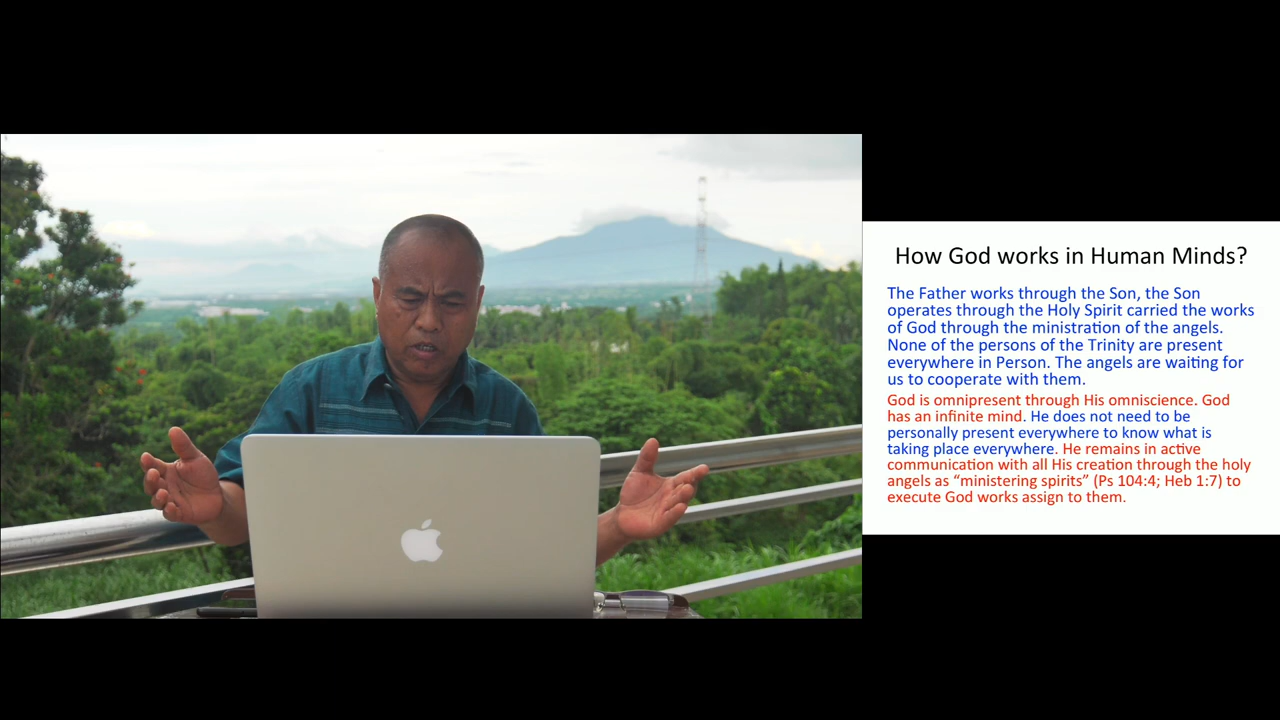 How God works in Human Minds?
The Father works through the Son, the Son
operates through the Holy Spirit carried the works
of God through the ministration of the angels.
None of the persons of the Trinity are present
everywhere in Person. The angels are waiting for
us to cooperate with them.
God is omnipresent through His omniscience. God
has an infinite mind. He does not need to be
personally present everywhere to know what is
taking place everywhere. He remains in active
communication with all His creation through the holy
angels as “ministering spirits” (Ps 104:4; Heb 1:7) to
execute God works assign to them.